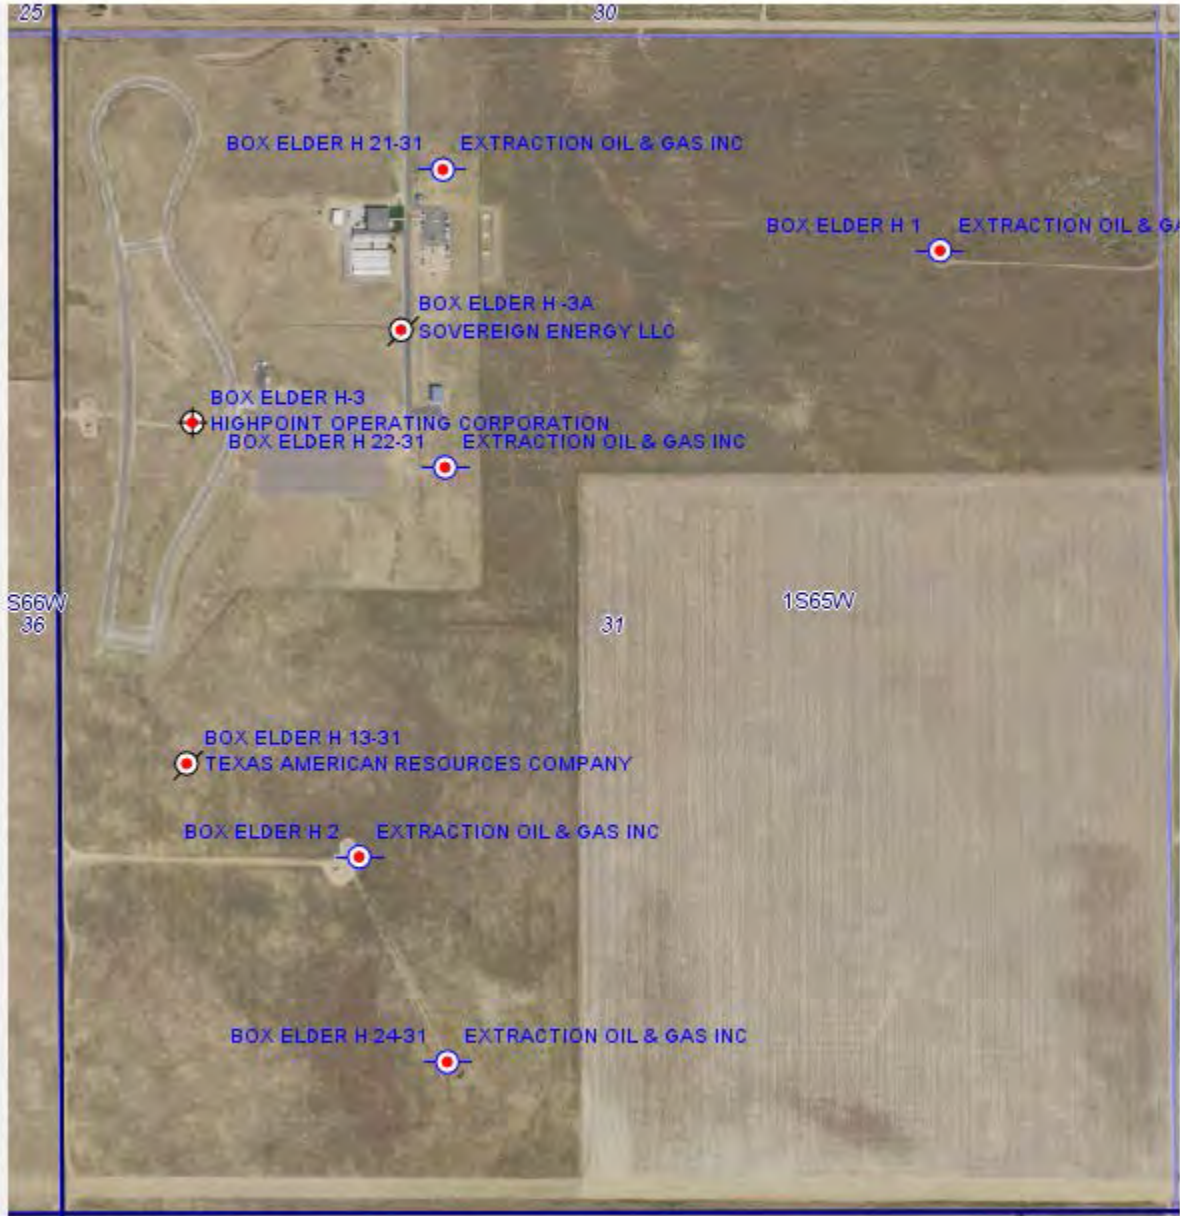 25
30
BOX ELDER H 21-31 EXTRACTION OIL & GAS INC
BOX ELDER H 1 EXTRACTION OIL & GA
BOX ELDER H -3A
SOVEREIGN ENERGY LLC
BOX ELDER H-3
HIGHPOINT OPERATING CORPORATION
BOX ELDER H 22-31 EXTRACTION OIL & GAS INC
S66W
36
1S65W
31
BOX ELDER H 13-31
TEXAS AMERICAN RESOURCES COMPANY
BOX ELDER H 2 EXTRACTION OIL & GAS INC
BOX ELDER H 24-31 EXTRACTION OIL & GAS INC